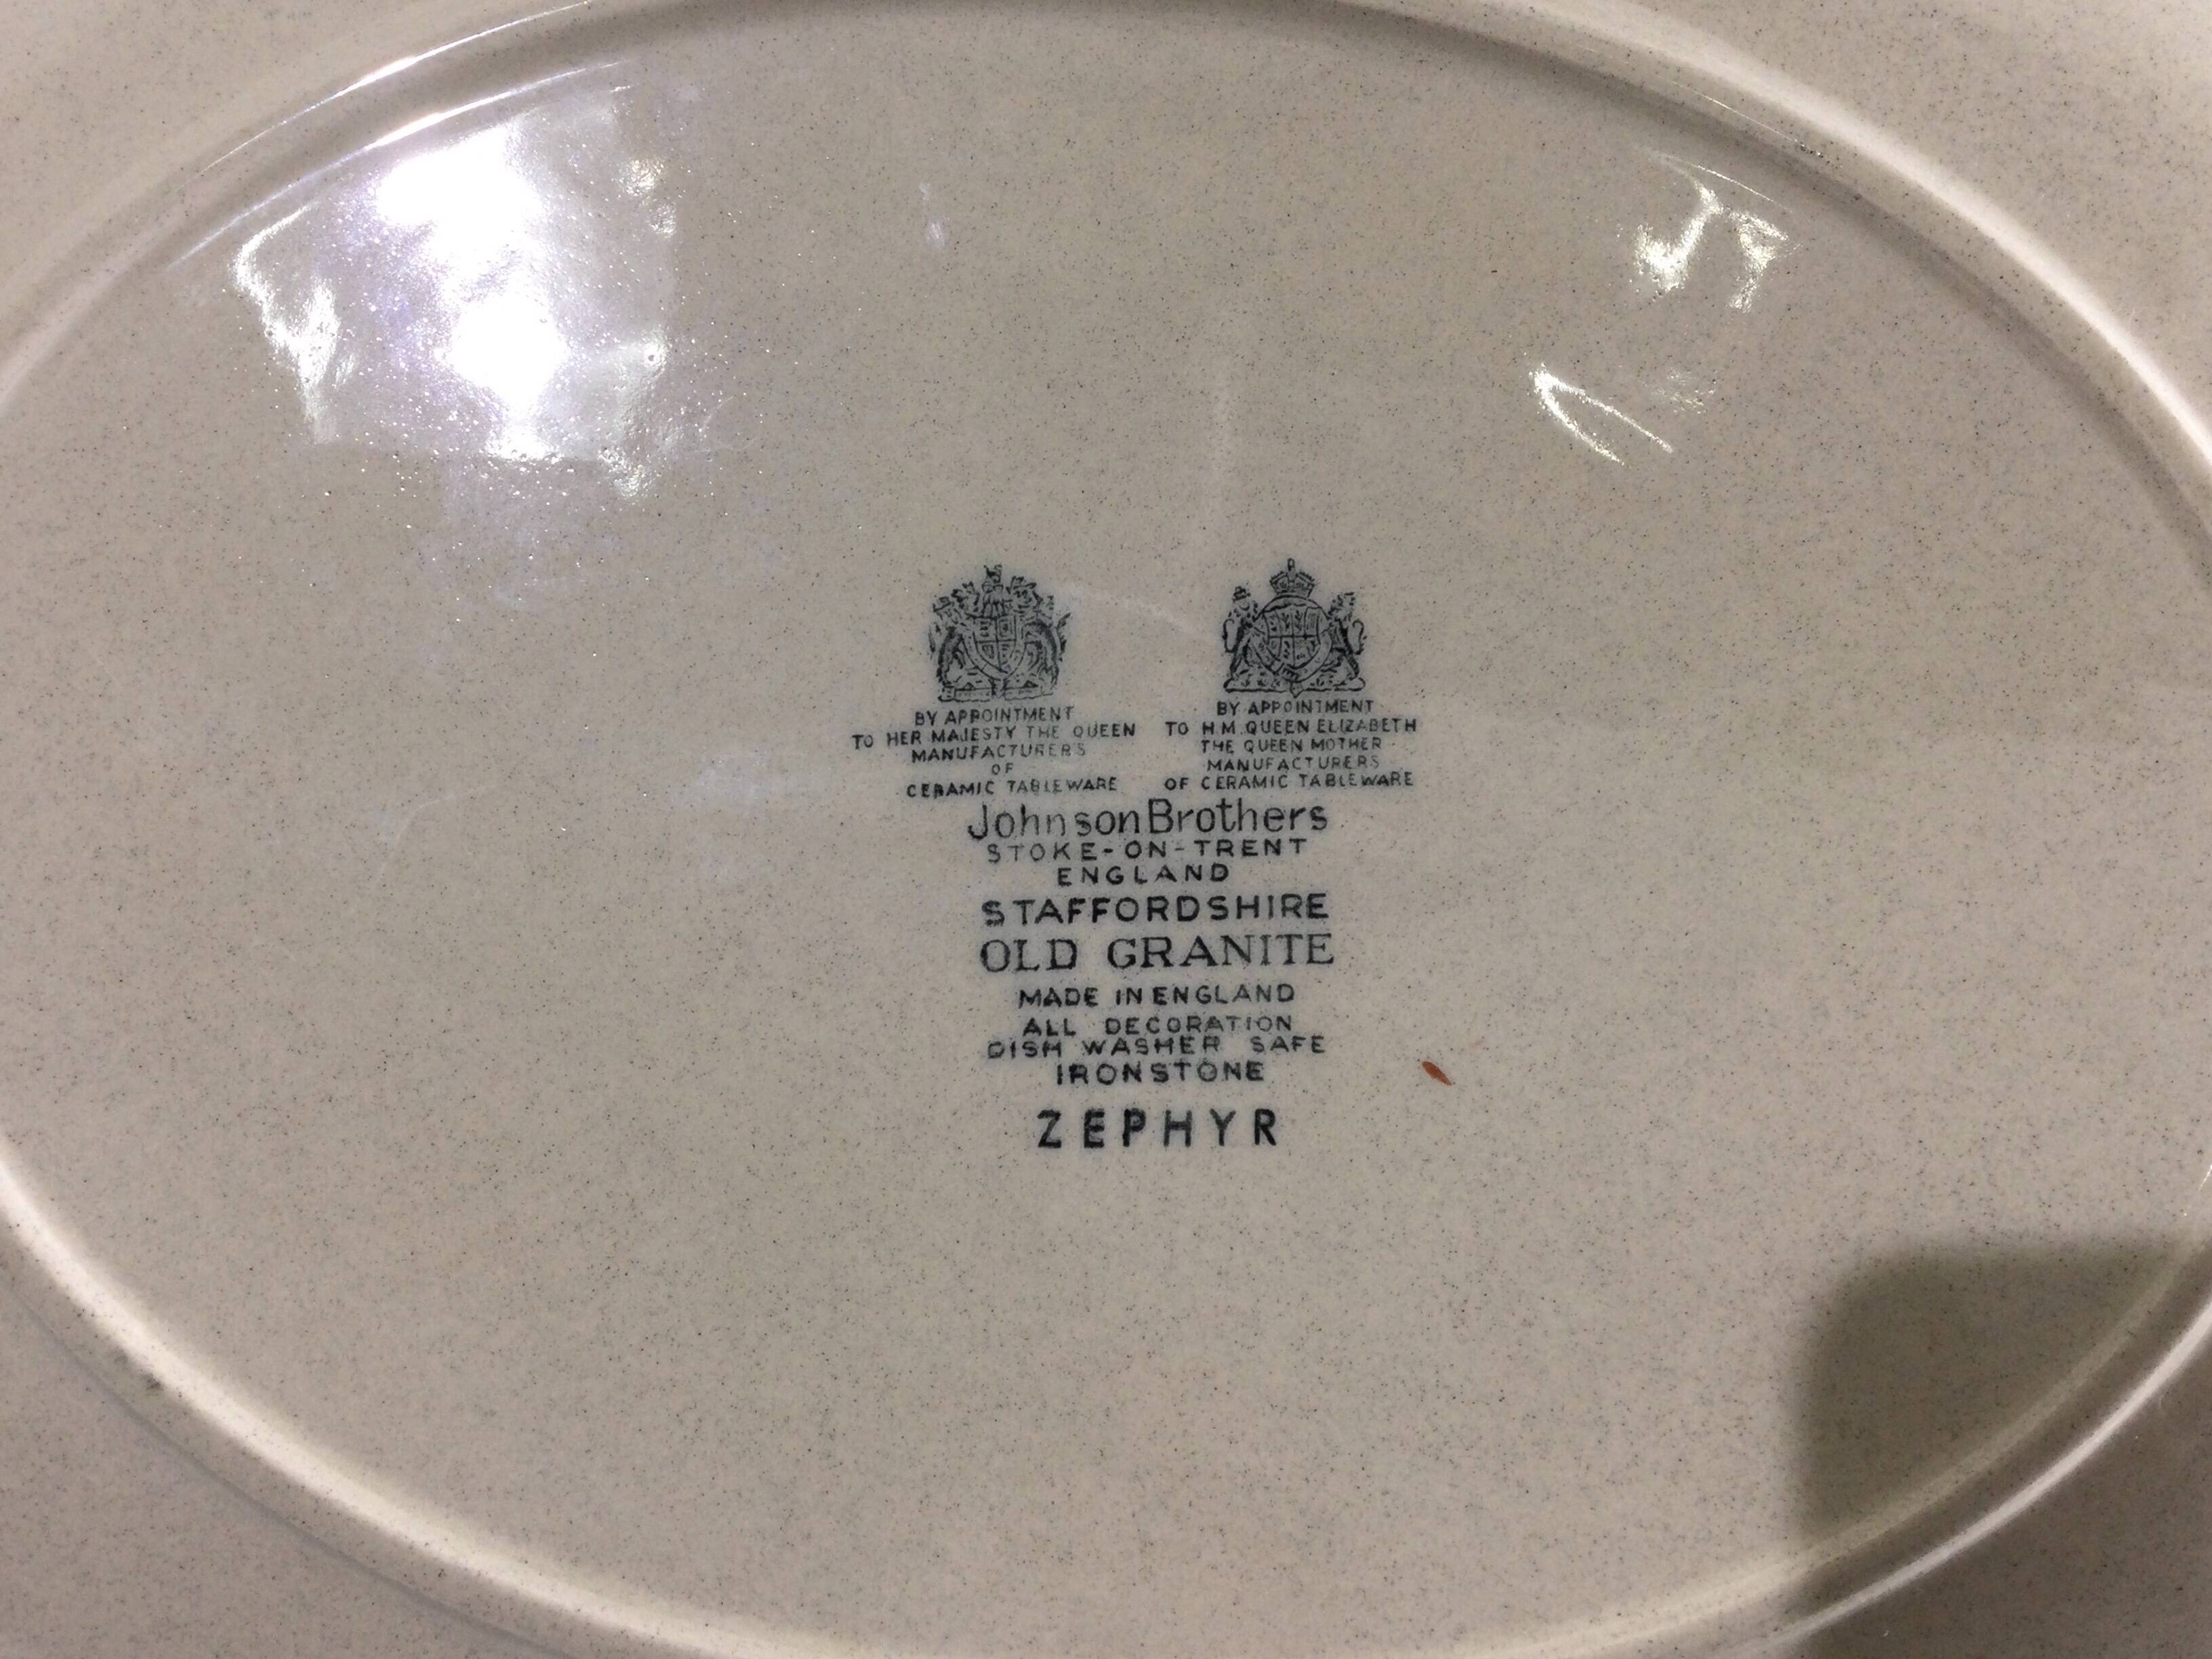 BY APPOINTMENT
TO HER MAJESTY THE QUEEN
MANUFACTURERS
OF
CERAMIC TABLEWARE
BY APPOINTMENT
TO H.M. QUEEN ELIZABETH
THE QUEEN MOTHER
MANUFACTURERS
OF CERAMIC TABLEWARE
Johnson Brothers
STOKE-ON-TRENT
ENGLAND
STAFFORDSHIRE
OLD GRANITE
MADE IN ENGLAND
ALL DECORATION
DISH WASHER SAFE
IRONSTONE
ZEPHYR